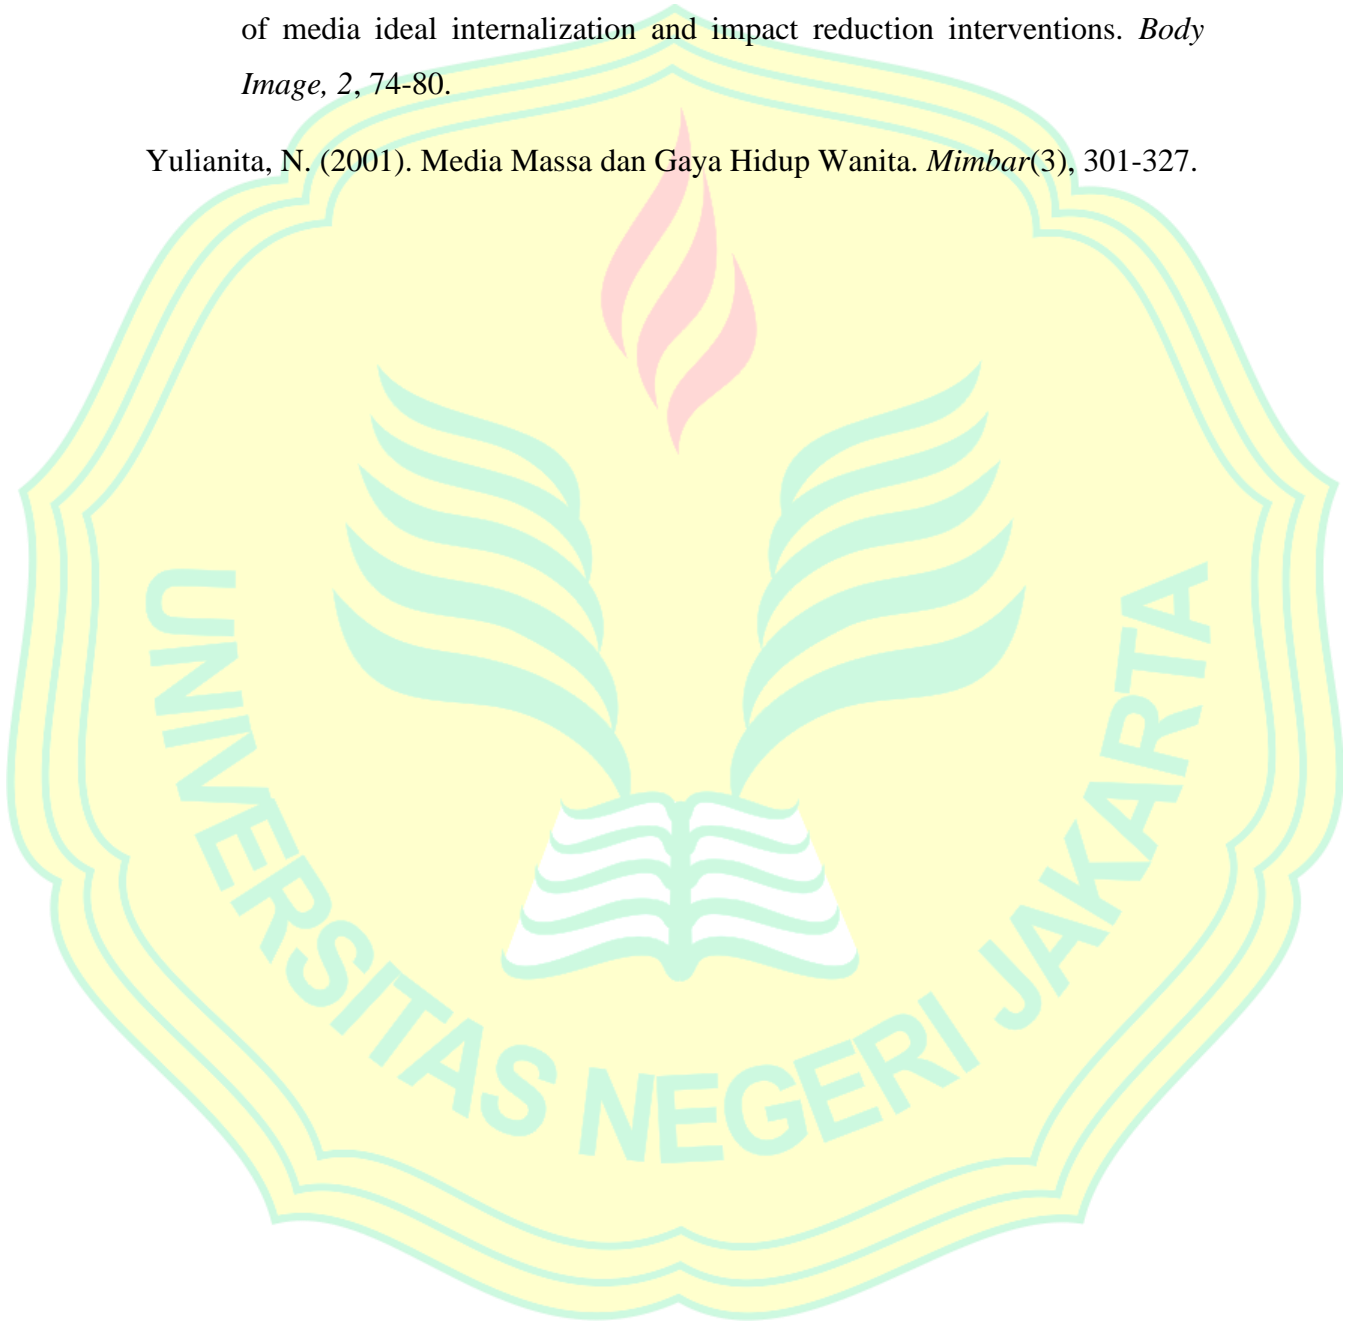 of media ideal internalization and impact reduction interventions. Body
Image, 2, 74-80.
Yulianita, N. (2001). Media Massa dan Gaya Hidup Wanita. Mimbar(3), 301-327.
UNIVERSITAS NEGERI JAKARTA